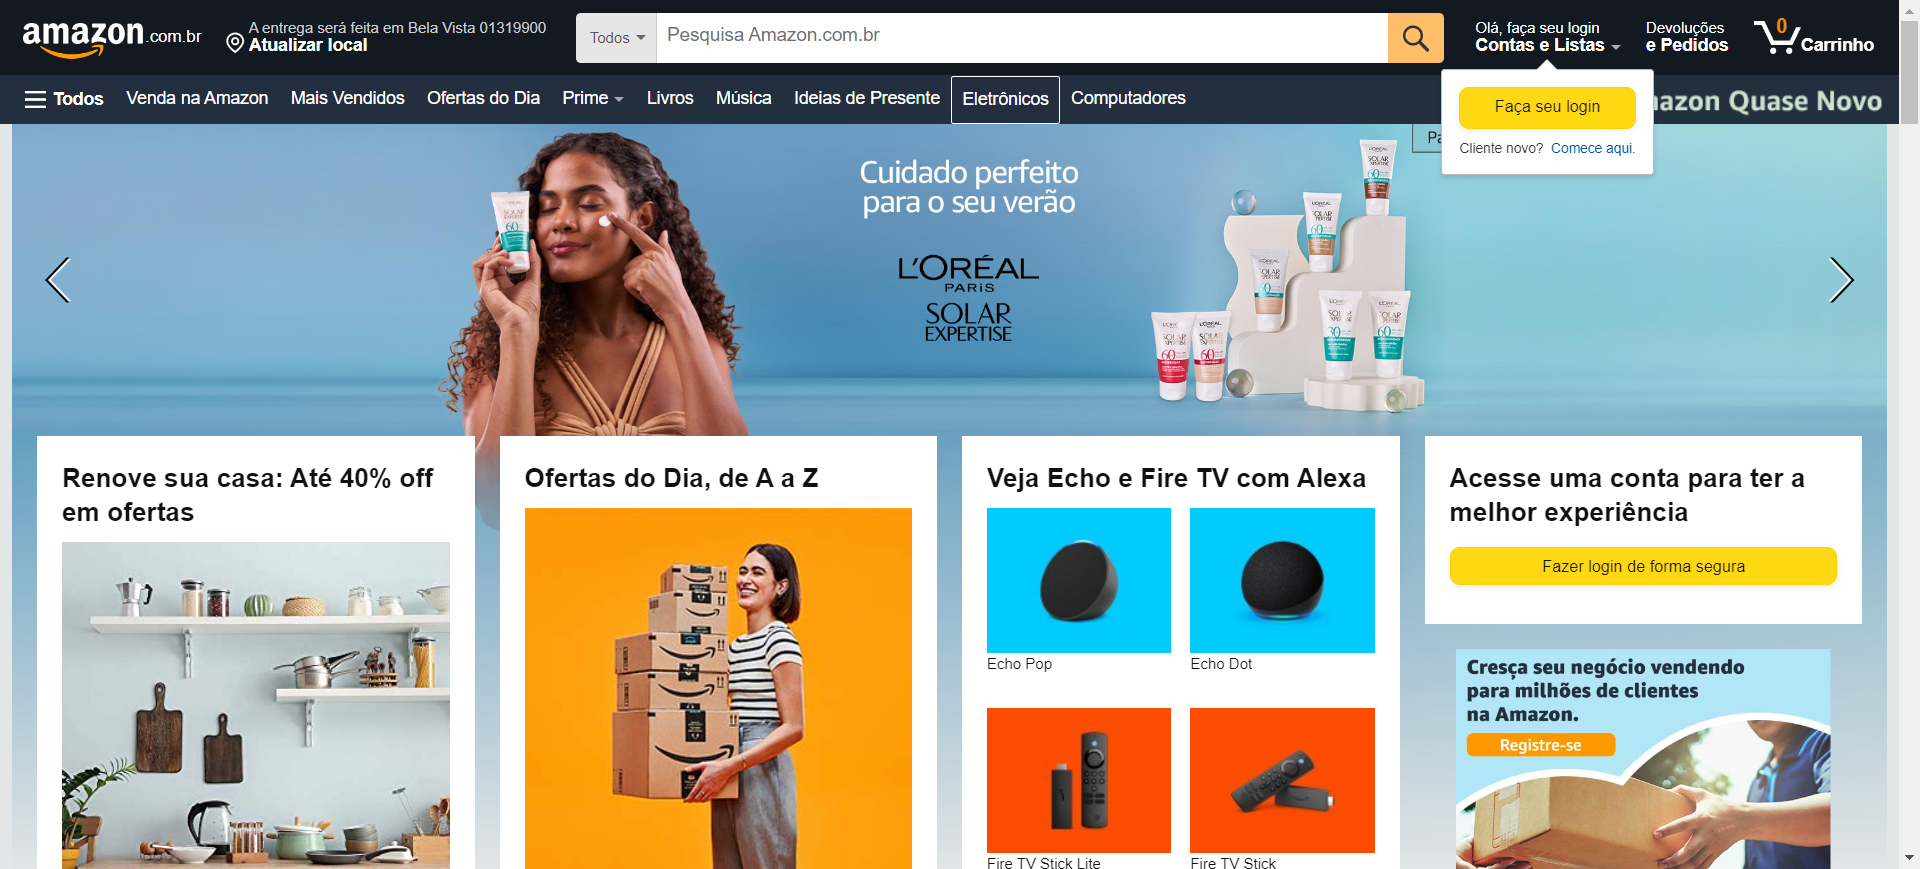 amazon.com.br
A entrega será feita em Bela Vista 01319900
Atualizar local
Todos
Pesquisa Amazon.com.br
Olá, faça seu login
Contas e Listas
Devoluções
e Pedidos
0
Carrinho
Todos
Venda na Amazon
Mais Vendidos
Ofertas do Dia
Prime
Livros
Música
Ideias de Presente
Eletrônicos
Computadores
Quase Novo
Faça seu login
Cliente novo? Comece aqui.
Cuidado perfeito
para o seu verão
L'ORÉAL
PARIS
SOLAR
EXPERTISE
Renove sua casa: Até 40% off
em ofertas
Ofertas do Dia, de A a Z
Veja Echo e Fire TV com Alexa
Echo Pop
Echo Dot
Fire TV Stick Lite
Fire TV Stick
Acesse uma conta para ter a
melhor experiência
Fazer login de forma segura
Cresça seu negócio vendendo
para milhões de clientes
na Amazon.
Registre-se